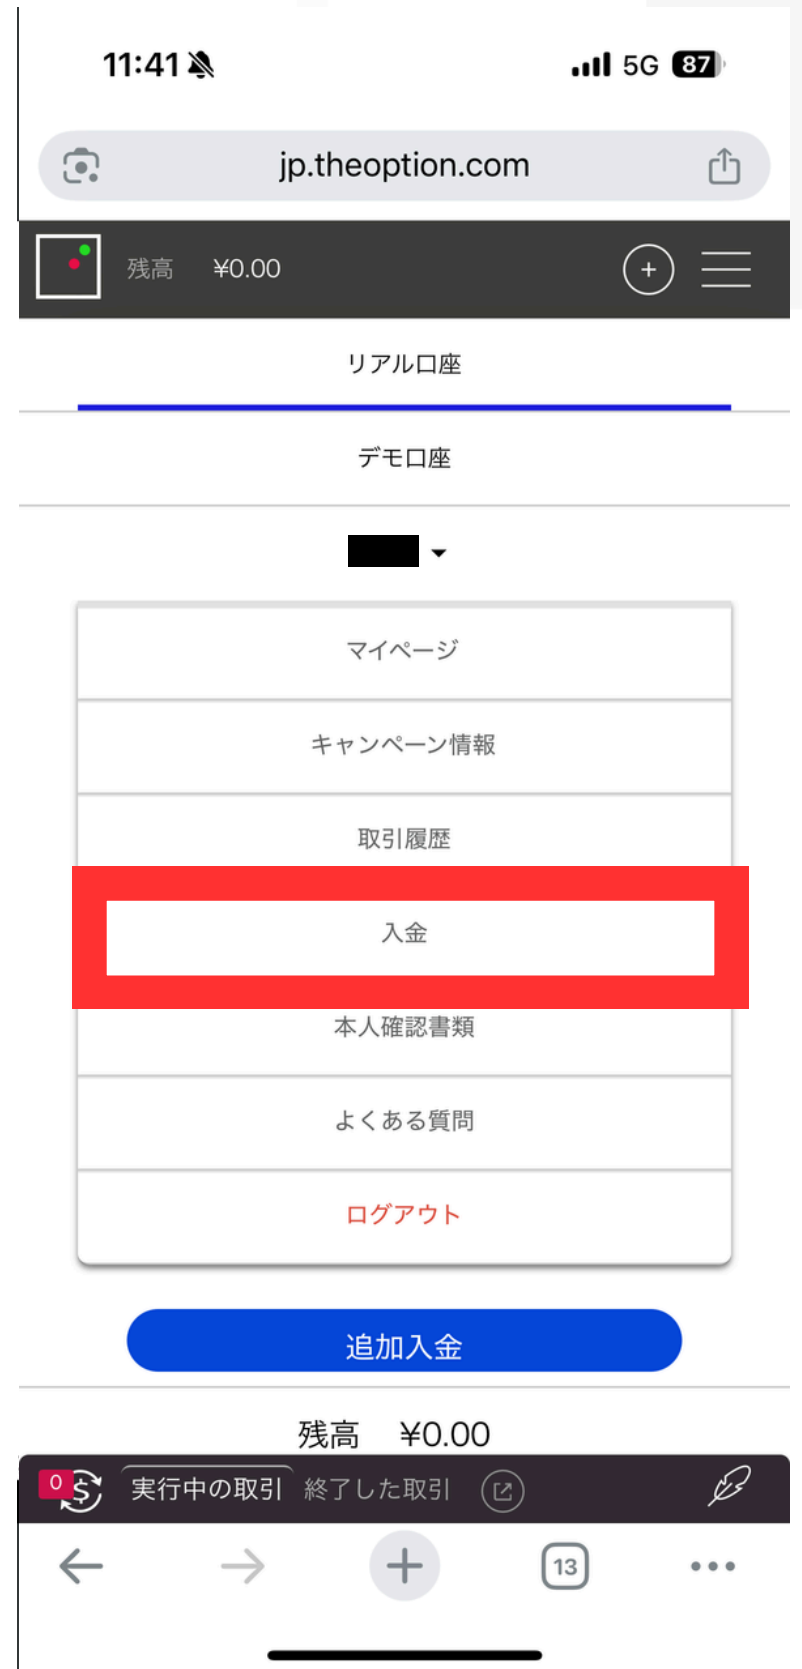 11:41
5G 87
jp.theoption.com
残高 ¥0.00
リアル口座
デモ口座
マイページ
キャンペーン情報
取引履歴
入金
本人確認書類
よくある質問
ログアウト
追加入金
残高 ¥0.00
0 実行中の取引 終了した取引
13